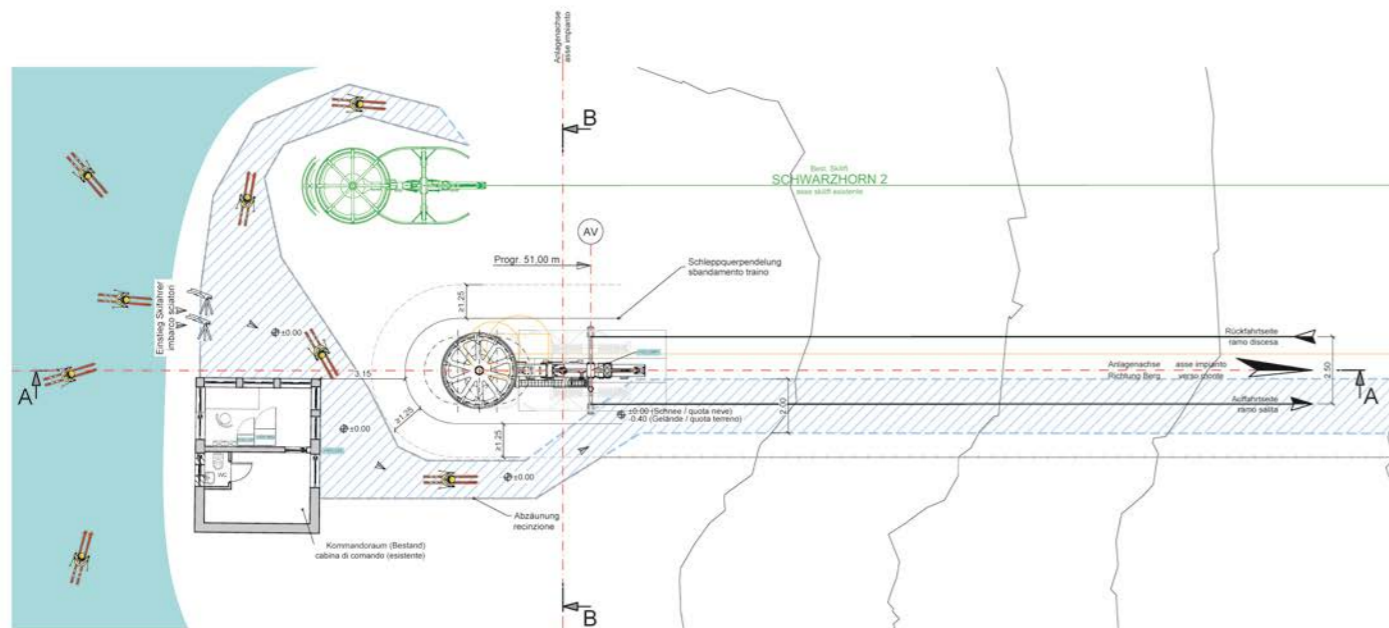 Anlagenachse
asse impianto
B
Best. Skilift
SCHWARZHORN 2
asse skilift esistente
AV
Progr. 51,00 m
Schleppquerpendelung
sbandamento traino
≥1.25
Einstieg Skifahrer
imbarco sciatori
±0.00
Rückfahrtseite
ramo discesa
Anlagenachse asse impianto
Richtung Berg verso monte
2.50
A
A
3.15
2.00
Auffahrtseite
ramo salita
±0.00 (Schnee / quota neve)
-0.40 (Gelände / quota terreno)
≥1.25
≥1.25
±0.00
WC
±0.00
Abzäunung
recinzione
Kommandoraum (Bestand)
cabina di comando (esistente)
B